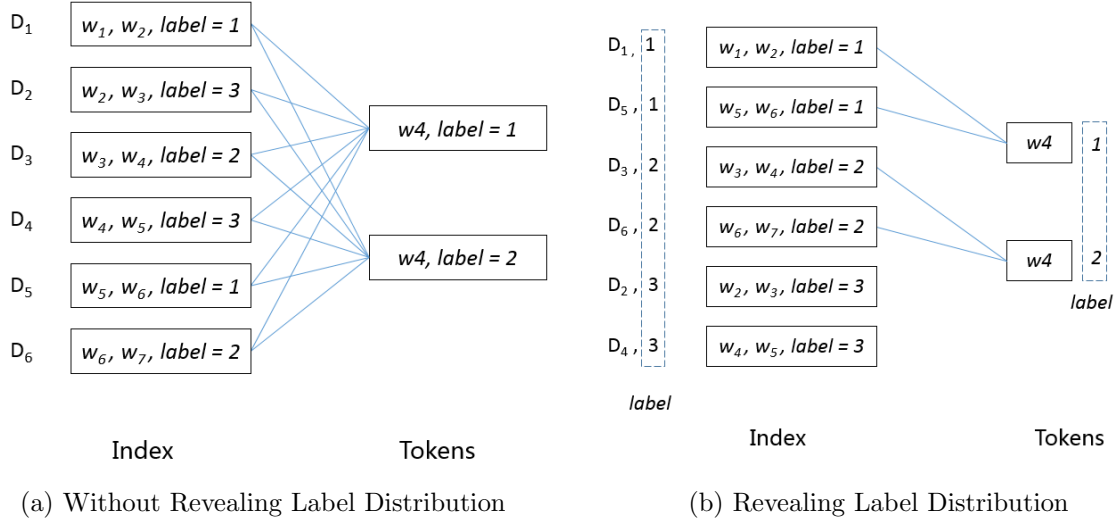 D₁ w₁, w₂, label = 1
D₂ w₂, w₃, label = 3
D₃ w₃, w₄, label = 2
D₄ w₄, w₅, label = 3
D₅ w₅, w₆, label = 1
D₆ w₆, w₇, label = 2
w4, label = 1
w4, label = 2
Index Tokens
(a) Without Revealing Label Distribution
D₁, 1 w₁, w₂, label = 1
D₅, 1 w₅, w₆, label = 1
D₃, 2 w₃, w₄, label = 2
D₆, 2 w₆, w₇, label = 2
D₂, 3 w₂, w₃, label = 3
D₄, 3 w₄, w₅, label = 3
label
w4 1
w4 2
label
Index Tokens
(b) Revealing Label Distribution